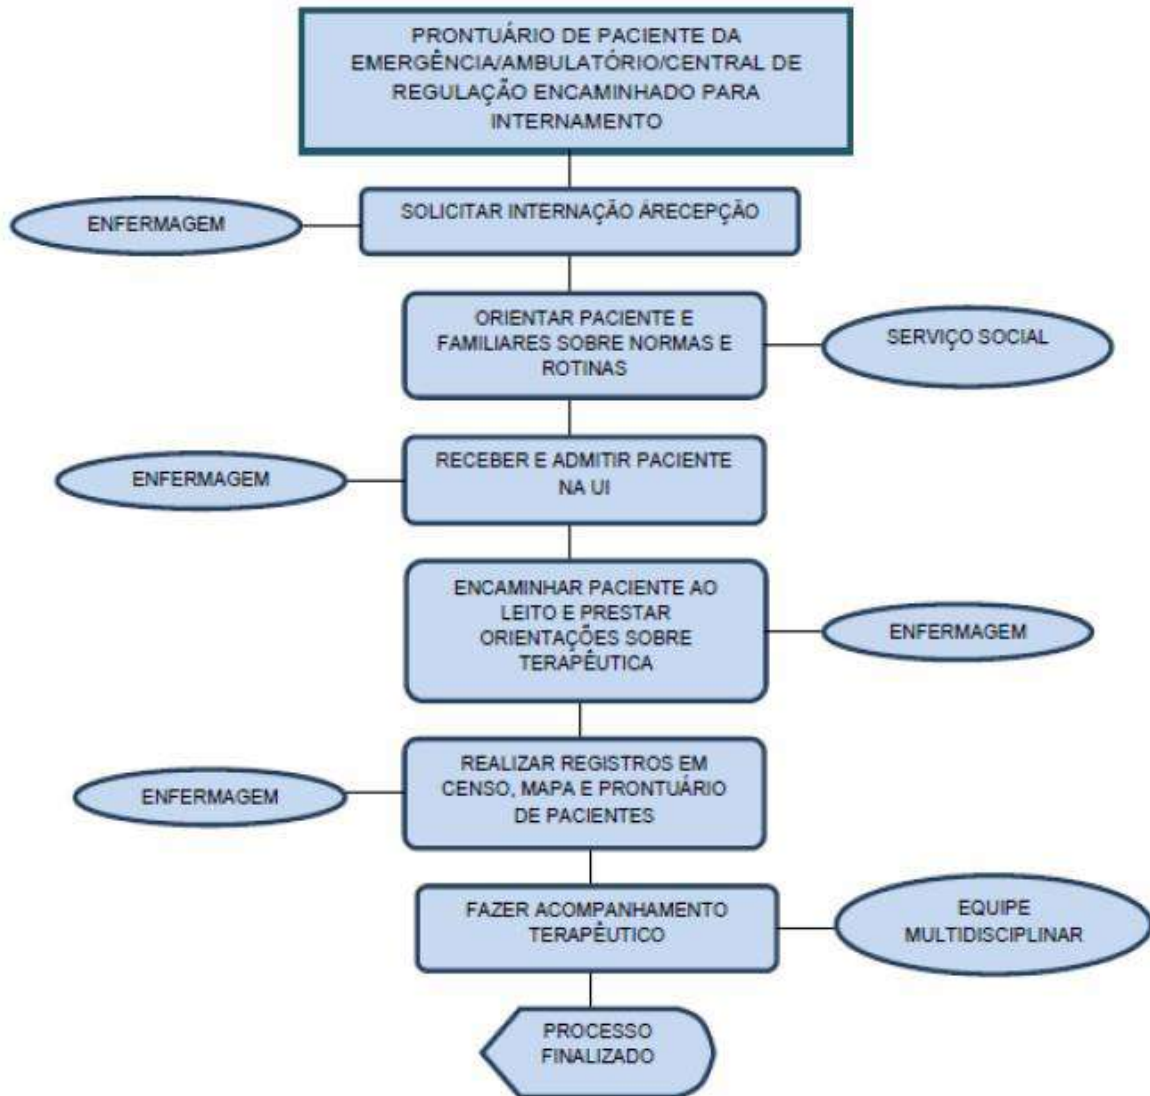 PRONTUÁRIO DE PACIENTE DA
EMERGÊNCIA/AMBULATÓRIO/CENTRAL DE
REGULAÇÃO ENCAMINHADO PARA
INTERNAMENTO
ENFERMAGEM
SOLICITAR INTERNAÇÃO ÁRECEPÇÃO
ORIENTAR PACIENTE E
FAMILIARES SOBRE NORMAS E
ROTINAS
SERVIÇO SOCIAL
ENFERMAGEM
RECEBER E ADMITIR PACIENTE
NA UI
ENCAMINHAR PACIENTE AO
LEITO E PRESTAR
ORIENTAÇÕES SOBRE
TERAPÊUTICA
ENFERMAGEM
ENFERMAGEM
REALIZAR REGISTROS EM
CENSO, MAPA E PRONTUÁRIO
DE PACIENTES
FAZER ACOMPANHAMENTO
TERAPÊUTICO
EQUIPE
MULTIDISCIPLINAR
PROCESSO
FINALIZADO